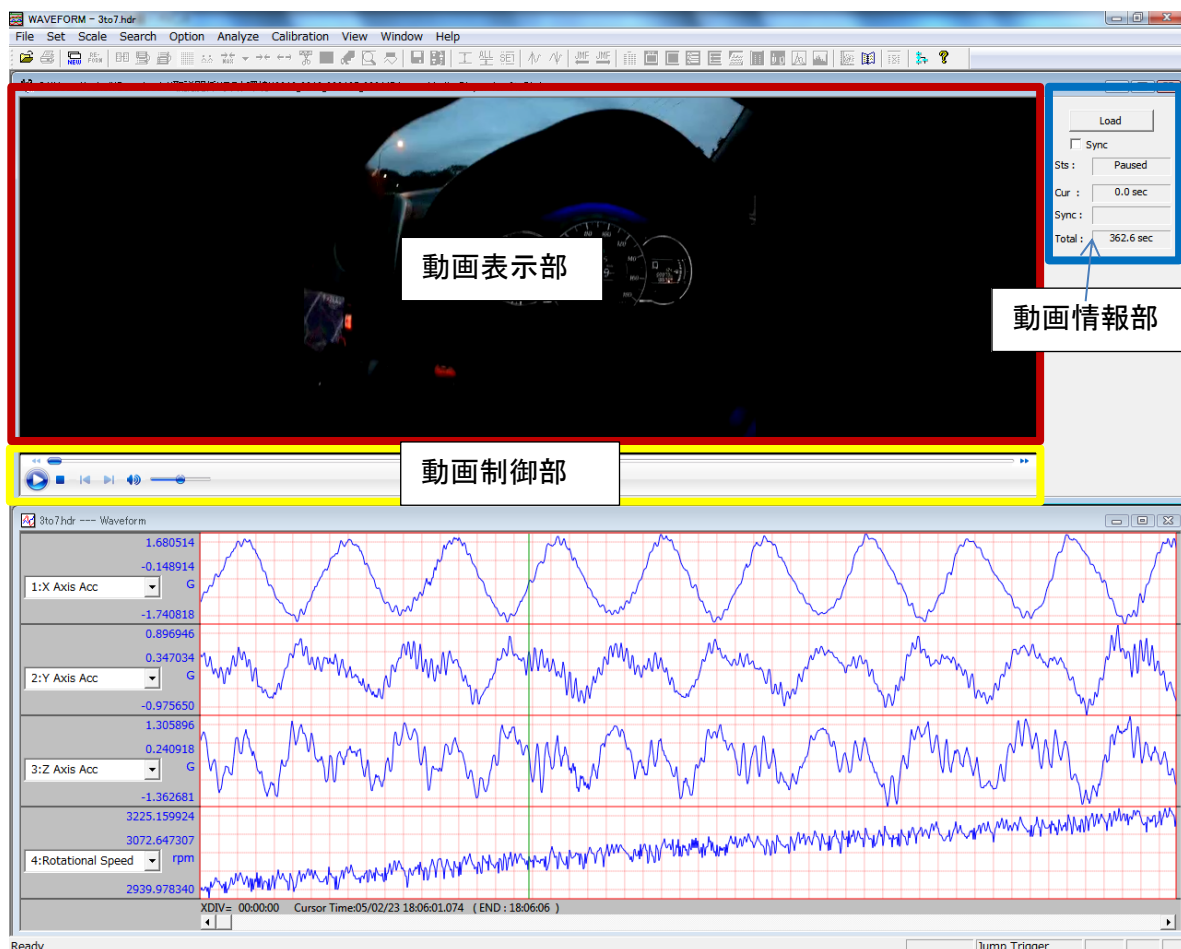 WAVEFORM - 3to7.hdr
File Set Scale Search Option Analyze Calibration View Window Help
Load
Sync
Sts : Paused
Cur : 0.0 sec
Sync :
Total : 362.6 sec
動画表示部
動画情報部
動画制御部
3to7.hdr --- Waveform
1.680514
-0.148914
1:X Axis Acc G
-1.740818
0.896946
0.347034
2:Y Axis Acc G
-0.975650
1.305896
0.240918
3:Z Axis Acc G
-1.362681
3225.159924
3072.647307
4:Rotational Speed rpm
2939.978340
XDIV= 00:00:00 Cursor Time:05/02/23 18:06:01.074 ( END : 18:06:06 )
Ready
Jump Trigger